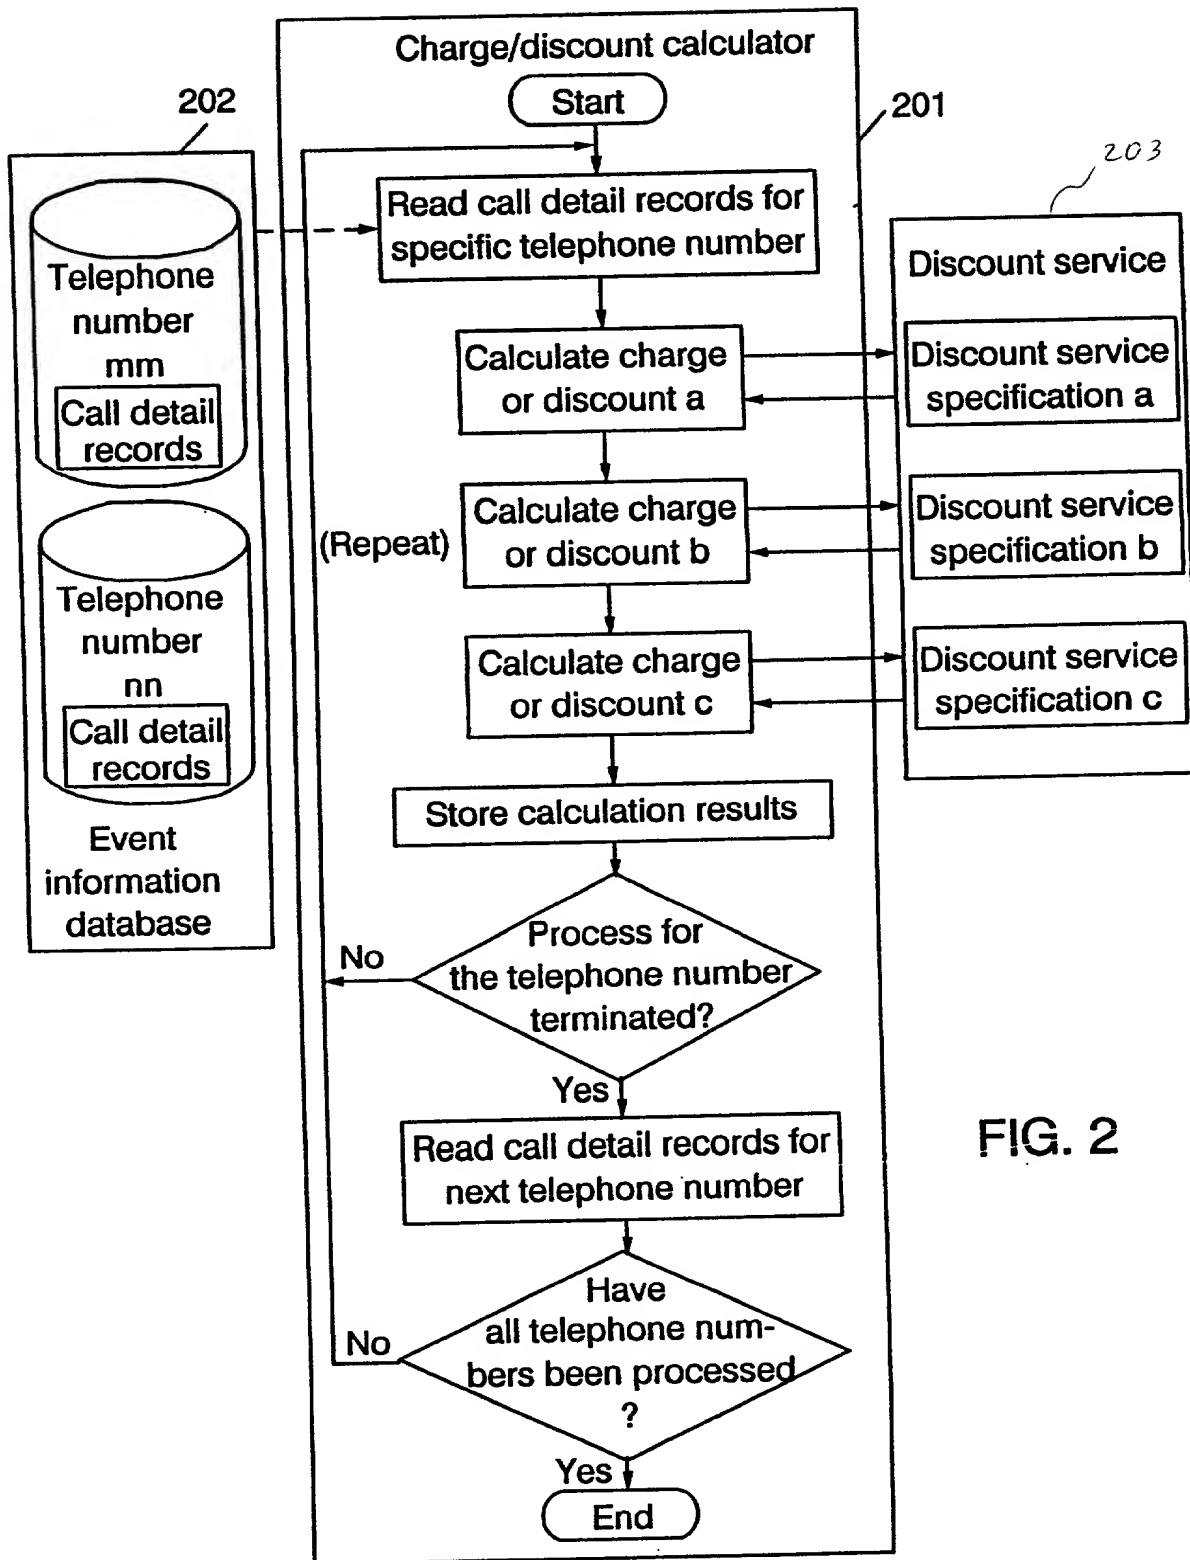 Charge/discount calculator
Start
202
201
203
Read call detail records for
specific telephone number
Telephone
number
mm
Call detail
records
Discount service
Calculate charge
or discount a
Discount service
specification a
(Repeat)
Calculate charge
or discount b
Discount service
specification b
Telephone
number
nn
Call detail
records
Calculate charge
or discount c
Discount service
specification c
Store calculation results
Event
information
database
Process for
the telephone number
terminated?
No
Yes
Read call detail records for
next telephone number
FIG. 2
Have
all telephone num-
bers been processed
?
No
Yes
End